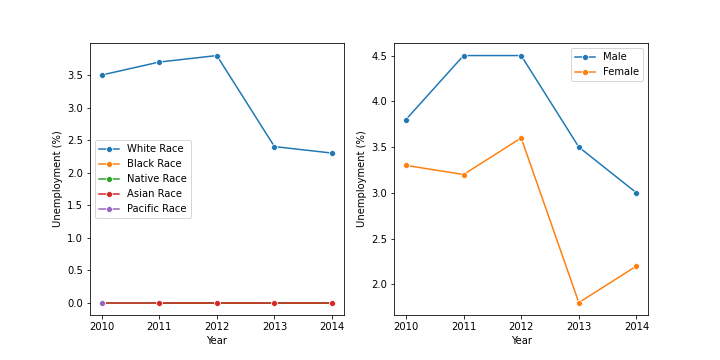 3.5
3.0
2.5
2.0
1.5
1.0
0.5
0.0
Unemployment (%)
White Race
Black Race
Native Race
Asian Race
Pacific Race
2010 2011 2012 2013 2014
Year
4.5
4.0
3.5
3.0
2.5
2.0
Unemployment (%)
Male
Female
2010 2011 2012 2013 2014
Year